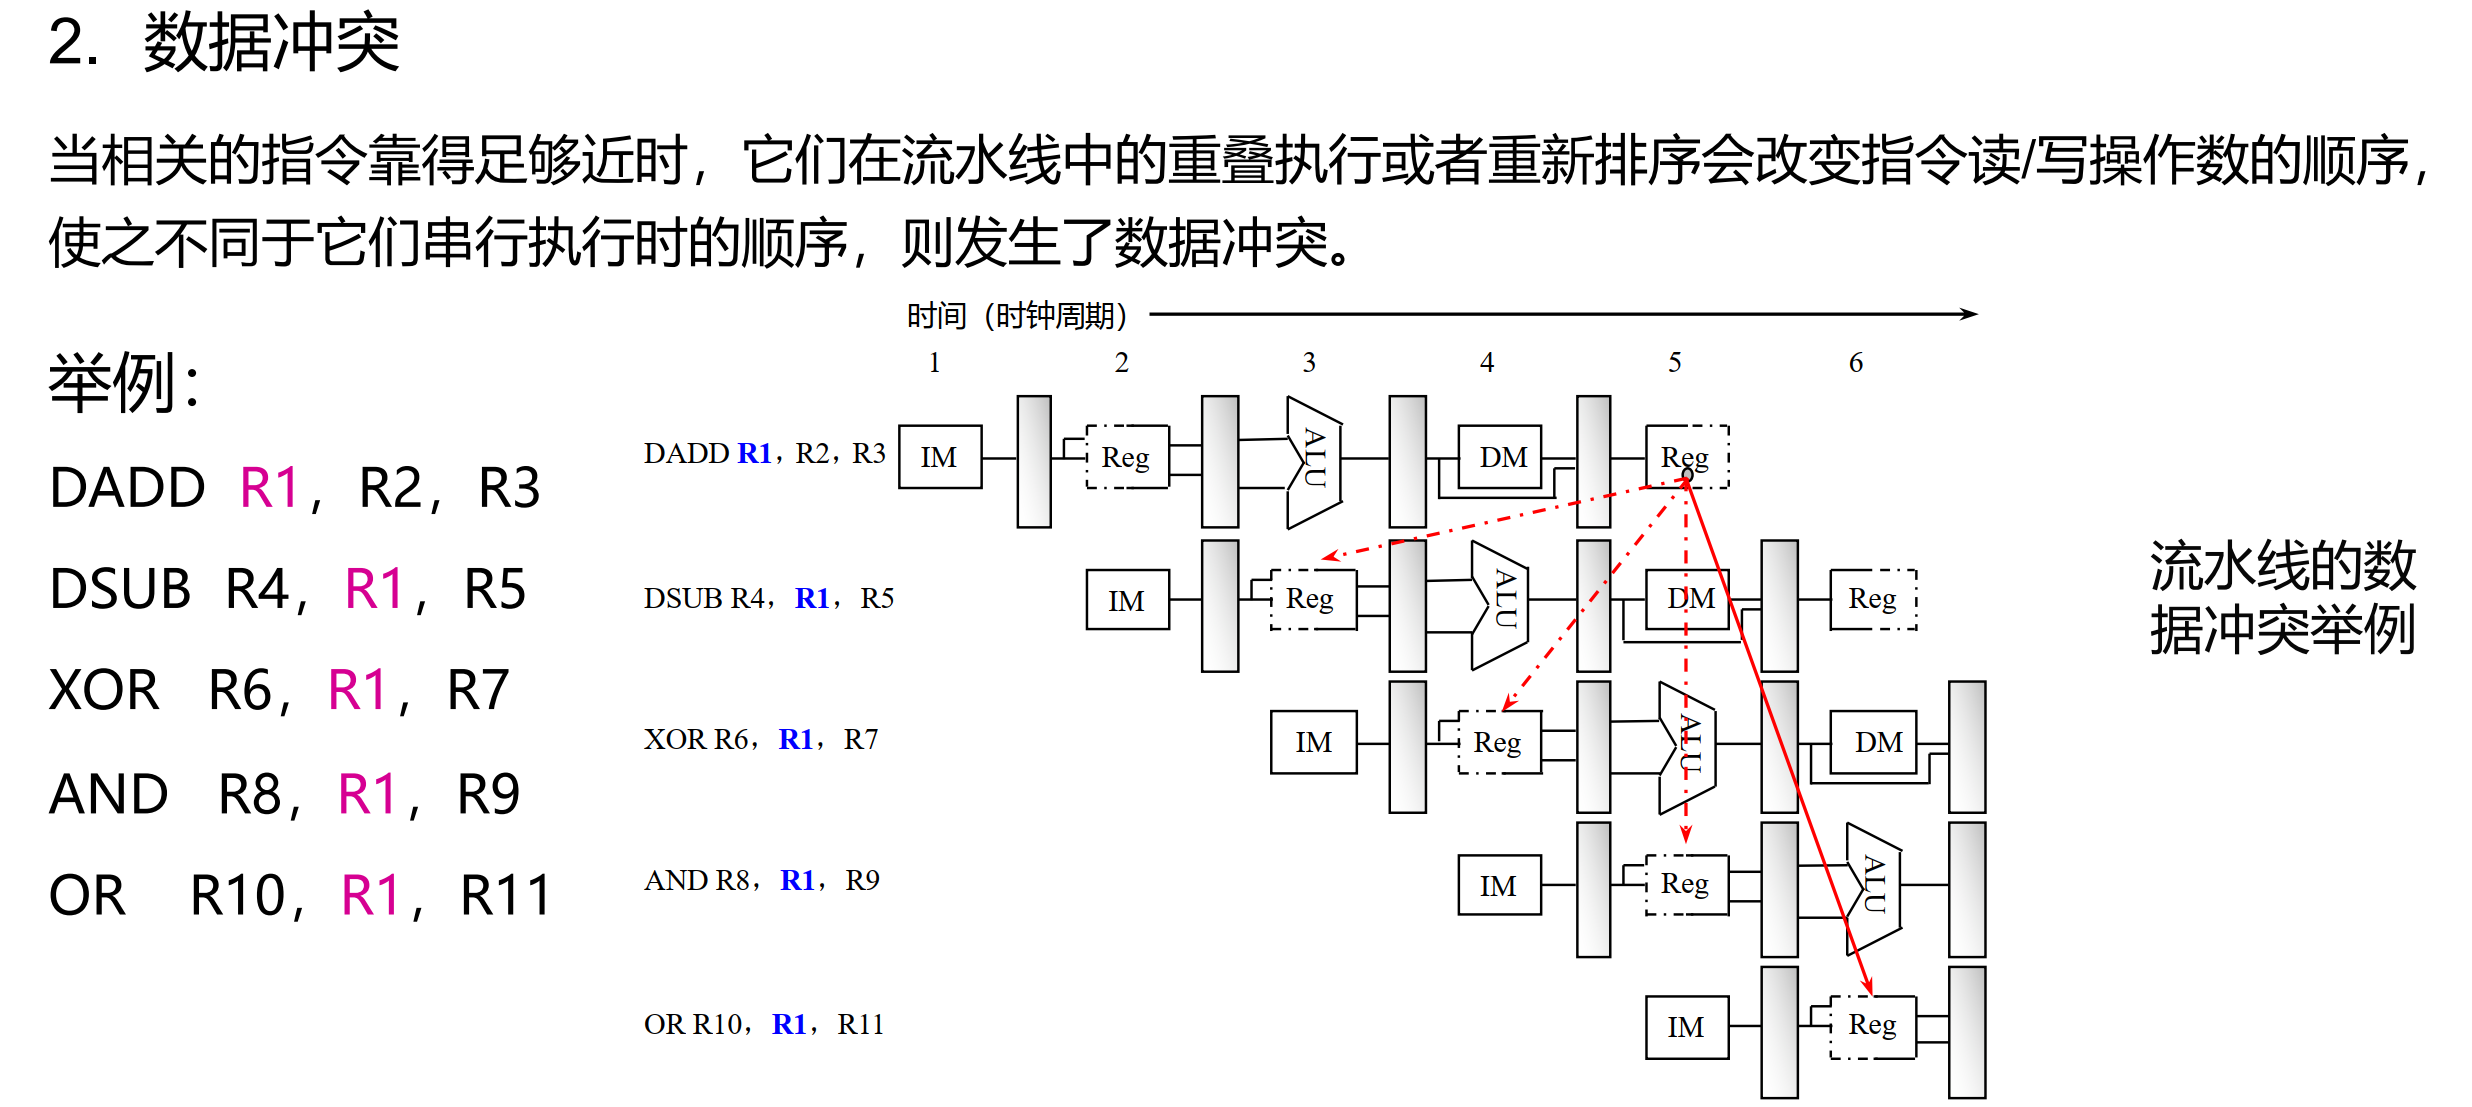 2. 数据冲突
当相关的指令靠得足够近时，它们在流水线中的重叠执行或者重新排序会改变指令读/写操作数的顺序，
使之不同于它们串行执行时的顺序，则发生了数据冲突。
举例：
DADD R1， R2， R3
DSUB R4， R1， R5
XOR R6， R1， R7
AND R8， R1， R9
OR R10， R1， R11
时间（时钟周期）
1 2 3 4 5 6
DADD R1，R2，R3 IM Reg ALU DM Reg
DSUB R4，R1，R5 IM Reg ALU DM Reg
XOR R6，R1，R7 IM Reg ALU DM
AND R8，R1，R9 IM Reg ALU
OR R10，R1，R11 IM Reg
流水线的数
据冲突举例